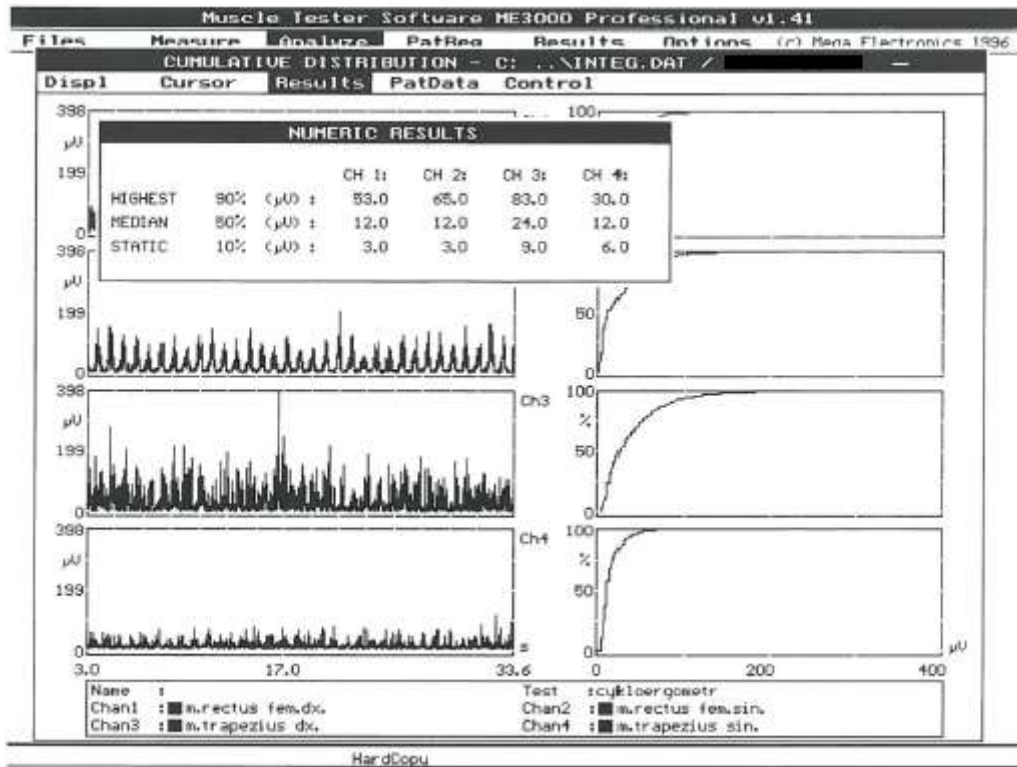 Muscle Tester Software ME3000 Professional v1.41
Files Measure Analyze PatReg Results Options (c) Mega Electronics 1996
CUMULATIVE DISTRIBUTION - C: ..\INTEG.DAT /
Displ Cursor Results PatData Control
NUMERIC RESULTS
CH 1: CH 2: CH 3: CH 4:
HIGHEST 90% (µV) : 53.0 65.0 83.0 30.0
MEDIAN 50% (µV) : 12.0 12.0 24.0 12.0
STATIC 10% (µV) : 3.0 3.0 9.0 6.0
398 100
µV
199
0
398
µV
199 50
0 0
398 Ch3 100
µV %
199 50
0 0
398 Ch4 100
µV %
199 50
0 s 0 µV
3.0 17.0 33.6 0 200 400
Name : Test :cykloergometr
Chan1 : m.rectus fem.dx. Chan2 : m.rectus fem.sin.
Chan3 : m.trapezius dx. Chan4 : m.trapezius sin.
HardCopy